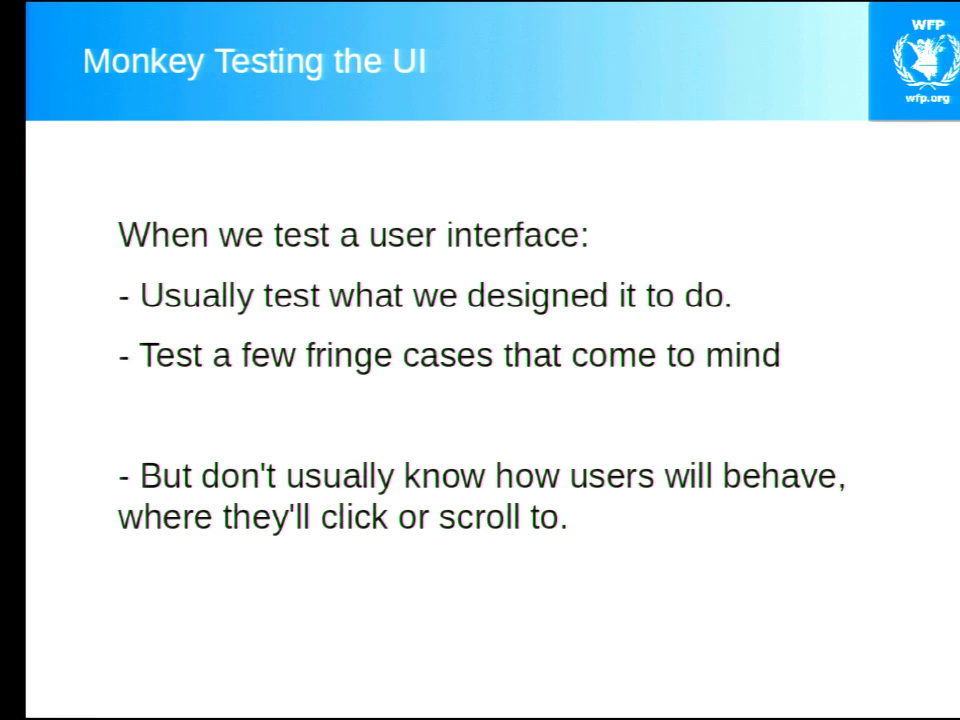 Monkey Testing the UI
WFP
wfp.org
When we test a user interface:
- Usually test what we designed it to do.
- Test a few fringe cases that come to mind
- But don't usually know how users will behave,
where they'll click or scroll to.